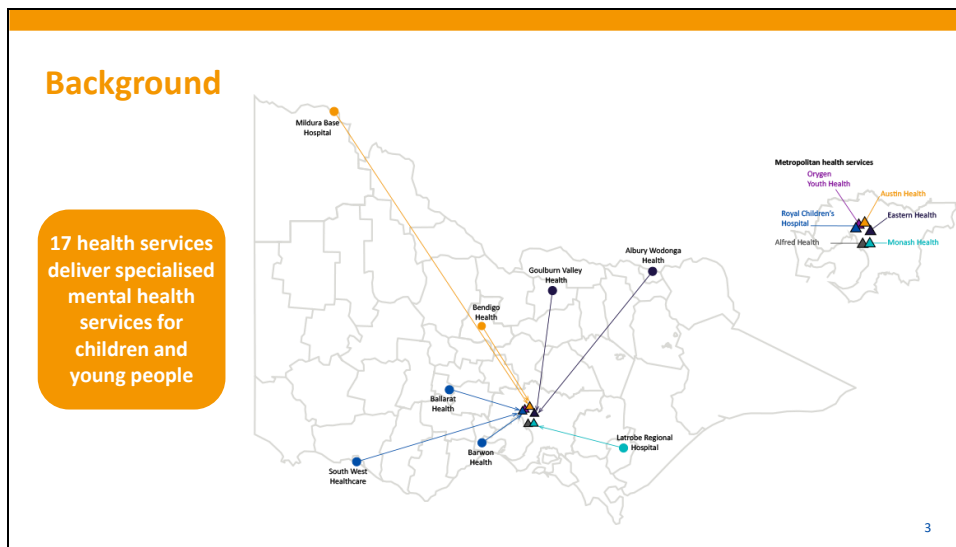 Background
17 health services
deliver specialised
mental health
services for
children and
young people
Mildura Base
Hospital
Bendigo
Health
Goulburn Valley
Health
Albury Wodonga
Health
Ballarat
Health
South West
Healthcare
Barwon
Health
Latrobe Regional
Hospital
Metropolitan health services
Orygen
Youth Health
Austin Health
Royal Children's
Hospital
Eastern Health
Alfred Health
Monash Health
3